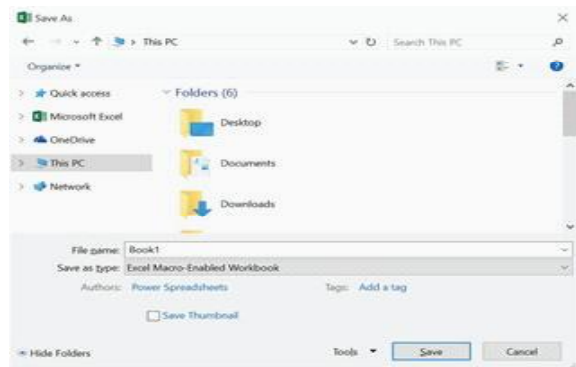 Save As
This PC
Search This PC
Organize
Quick access
Microsoft Excel
OneDrive
This PC
Network
Folders (6)
Desktop
Documents
Downloads
File name: Book1
Save as type: Excel Macro-Enabled Workbook
Authors: Power Spreadsheets Tags: Add a tag
Save Thumbnail
Hide Folders Tools Save Cancel